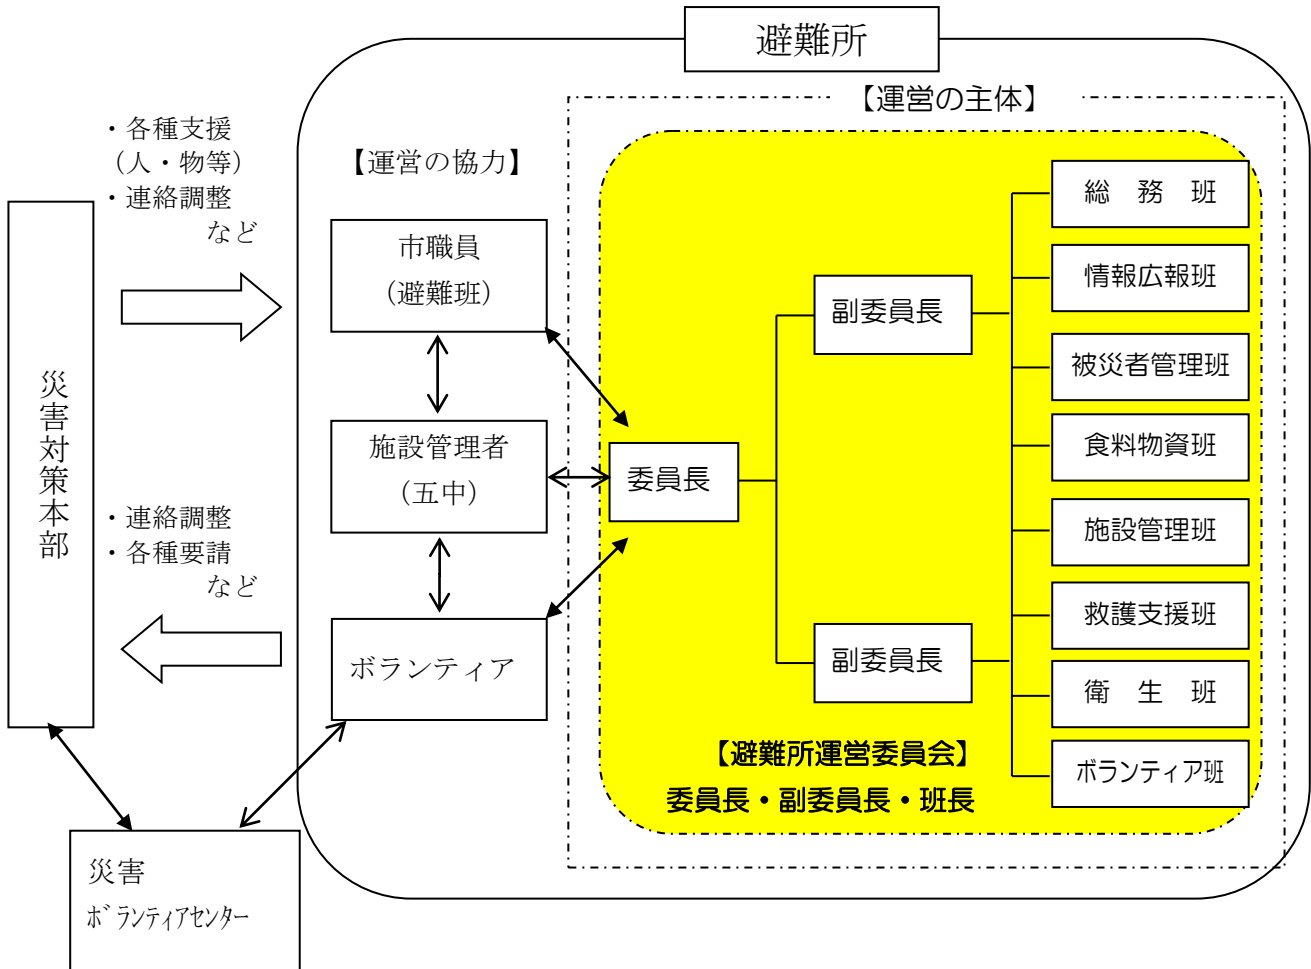 避難所
【運営の主体】
・各種支援
（人・物等）
・連絡調整
など
【運営の協力】
災害対策本部
市職員
（避難班）
施設管理者
（五中）
ボランティア
・連絡調整
・各種要請
など
委員長
副委員長
副委員長
総　務　班
情報広報班
被災者管理班
食料物資班
施設管理班
救護支援班
衛　生　班
ボランティア班
【避難所運営委員会】
委員長・副委員長・班長
災害
ﾎﾞﾗﾝﾃｨｱｾﾝﾀｰ